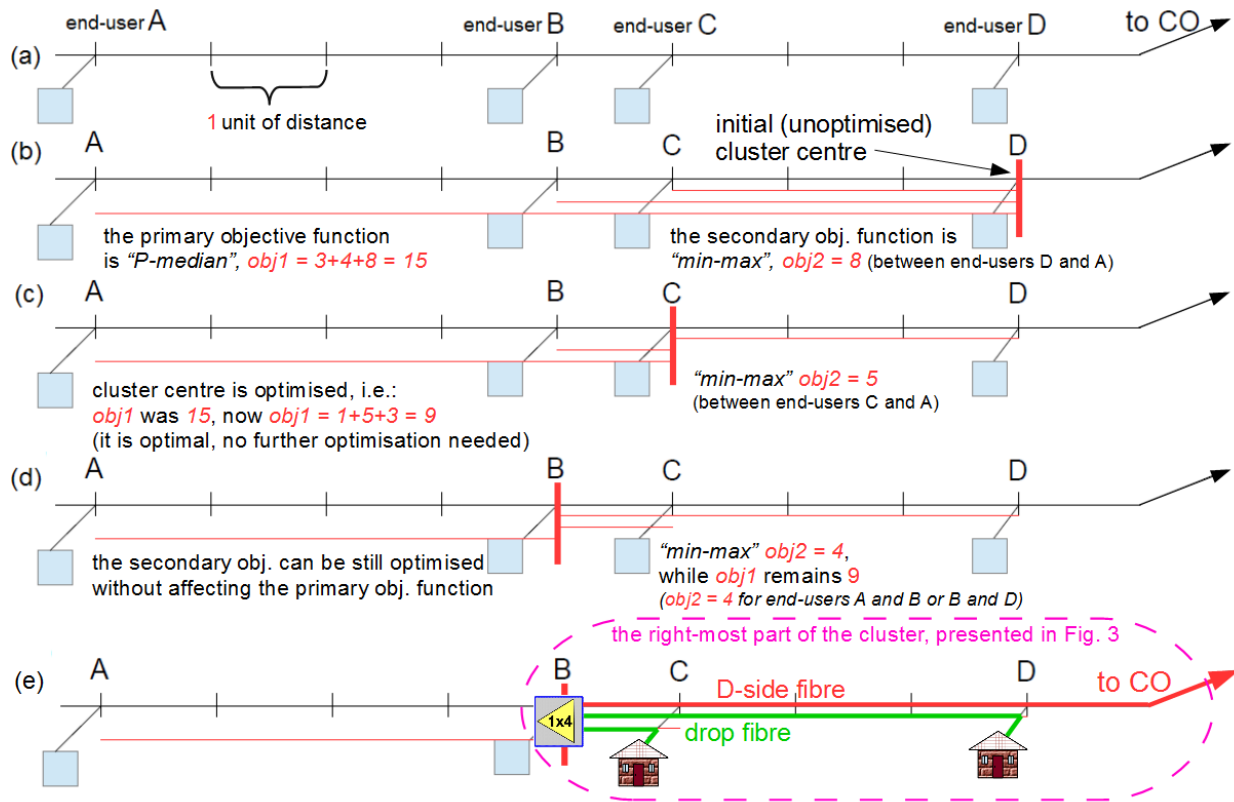 end-user A
end-user B
end-user C
end-user D
to CO
(a)
1 unit of distance
initial (unoptimised)
cluster centre
(b)
A
B
C
D
the primary objective function
is “P-median”, obj1 = 3+4+8 = 15
the secondary obj. function is
“min-max”, obj2 = 8 (between end-users D and A)
(c)
A
B
C
D
cluster centre is optimised, i.e.:
obj1 was 15, now obj1 = 1+5+3 = 9
(it is optimal, no further optimisation needed)
“min-max” obj2 = 5
(between end-users C and A)
(d)
A
B
C
D
the secondary obj. can be still optimised
without affecting the primary obj. function
“min-max” obj2 = 4,
while obj1 remains 9
(obj2 = 4 for end-users A and B or B and D)
the right-most part of the cluster, presented in Fig. 3
(e)
A
B
C
D
to CO
D-side fibre
1x4
drop fibre